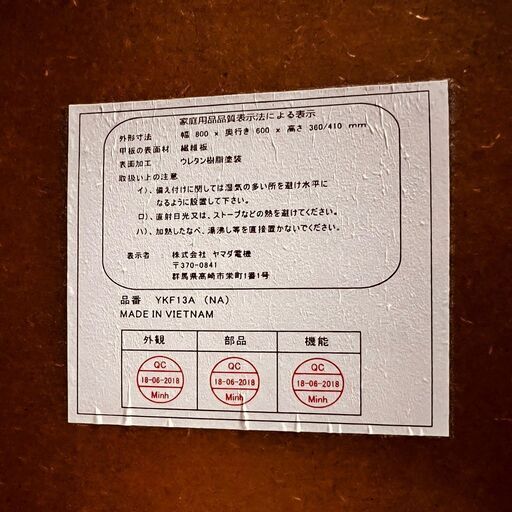 家庭用品品質表示法による表示
外形寸法 幅 800 × 奥行き 600 × 高さ 360/410 mm
甲板の表面材 繊維板
表面加工 ウレタン樹脂塗装
取扱い上の注意
イ)、備え付けに関しては湿気の多い所を避け水平に
なるように設置して下さい。
ロ)、直射日光又は、ストーブなどの熱を避けてください。
ハ)、加熱したなべ、湯沸し等を直接置かないでください。
表示者 : 株式会社 ヤマダ電機
〒370-0841
群馬県高崎市栄町1番1号
品番 YKF13A (NA)
MADE IN VIETNAM
外観 部品 機能
QC QC QC
18-06-2018 18-06-2018 18-06-2018
Minh Minh Minh